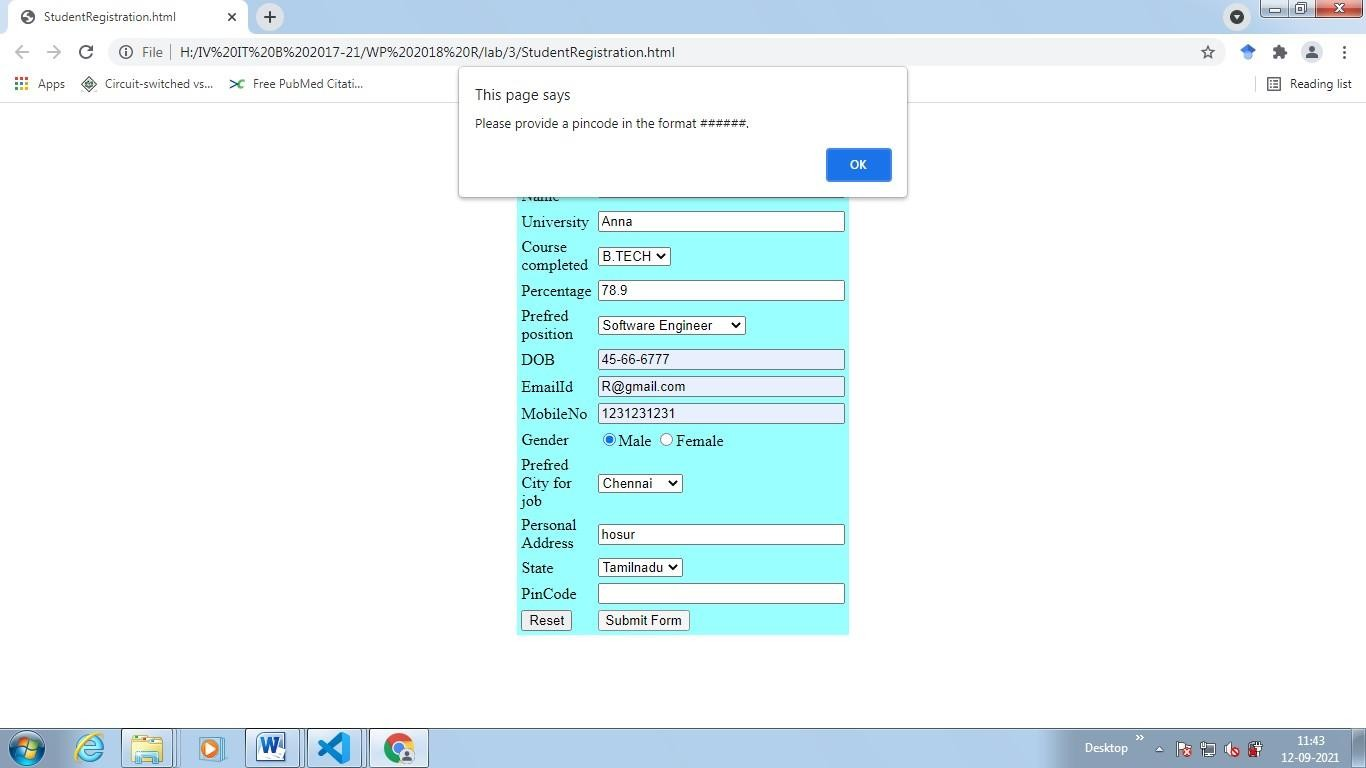 StudentRegistration.html
File
H:/IV%20IT%20B%202017-21/WP%202018%20R/lab/3/StudentRegistration.html
Apps
Circuit-switched vs...
Free PubMed Citati...
Reading list
This page says
Please provide a pincode in the format ######.
OK
Name
University Anna
Course
completed
B.TECH
Percentage 78.9
Prefred
position
Software Engineer
DOB 45-66-6777
EmailId R@gmail.com
MobileNo 1231231231
Gender Male Female
Prefred
City for
job
Chennai
Personal
Address
hosur
State Tamilnadu
PinCode
Reset Submit Form
Desktop
11:43
12-09-2021